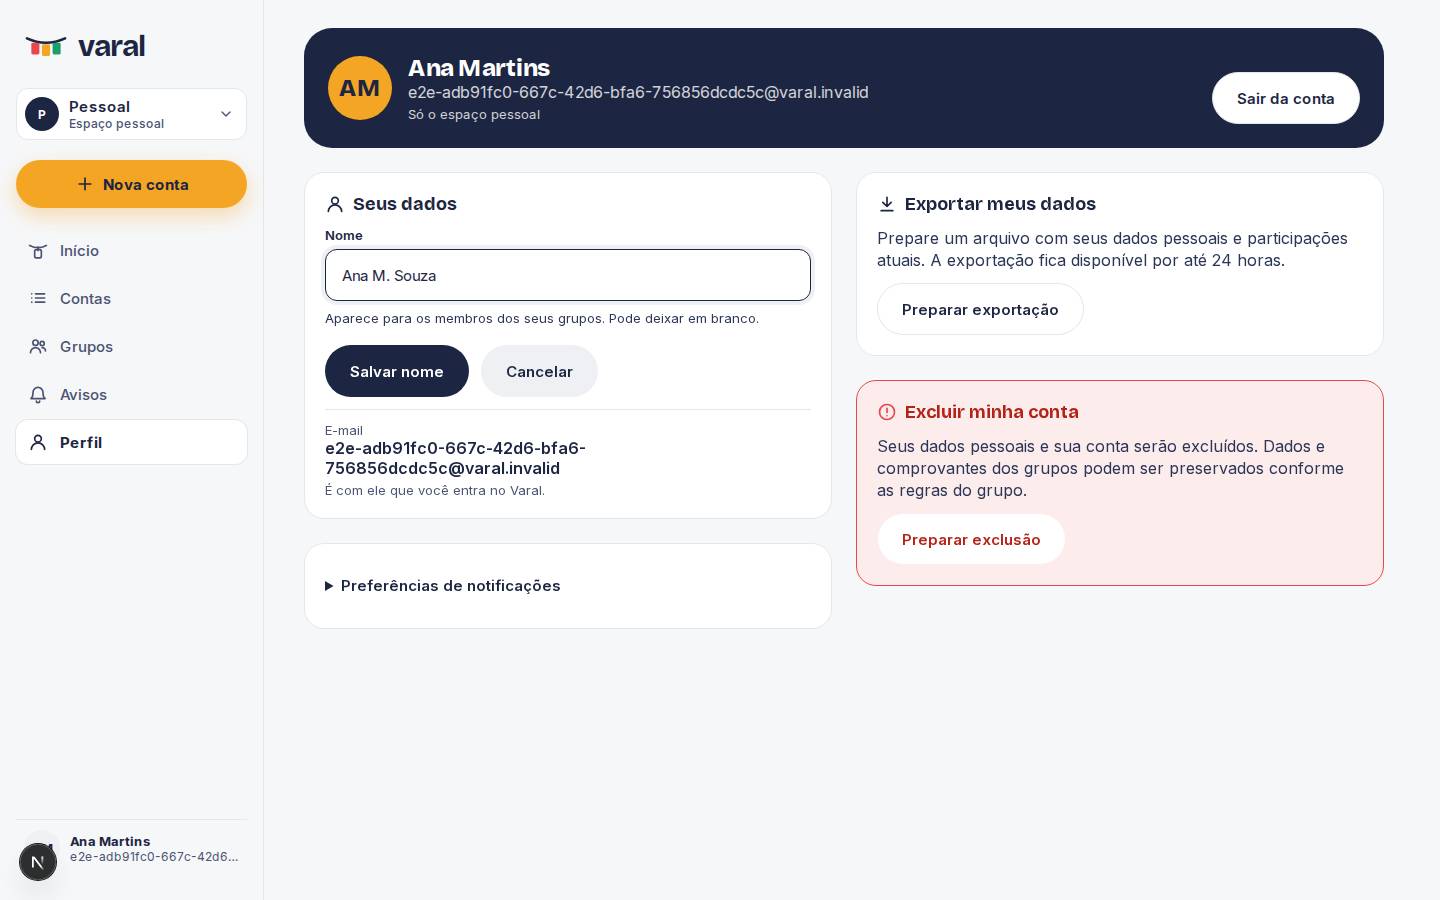 varal
P
Pessoal
Espaço pessoal
Nova conta
Início
Contas
Grupos
Avisos
Perfil
Ana Martins
e2e-adb91fc0-667c-42d6...
AM
Ana Martins
e2e-adb91fc0-667c-42d6-bfa6-756856dcdc5c@varal.invalid
Só o espaço pessoal
Sair da conta
Seus dados
Nome
Ana M. Souza
Aparece para os membros dos seus grupos. Pode deixar em branco.
Salvar nome
Cancelar
E-mail
e2e-adb91fc0-667c-42d6-bfa6-
756856dcdc5c@varal.invalid
É com ele que você entra no Varal.
Preferências de notificações
Exportar meus dados
Prepare um arquivo com seus dados pessoais e participações
atuais. A exportação fica disponível por até 24 horas.
Preparar exportação
Excluir minha conta
Seus dados pessoais e sua conta serão excluídos. Dados e
comprovantes dos grupos podem ser preservados conforme
as regras do grupo.
Preparar exclusão